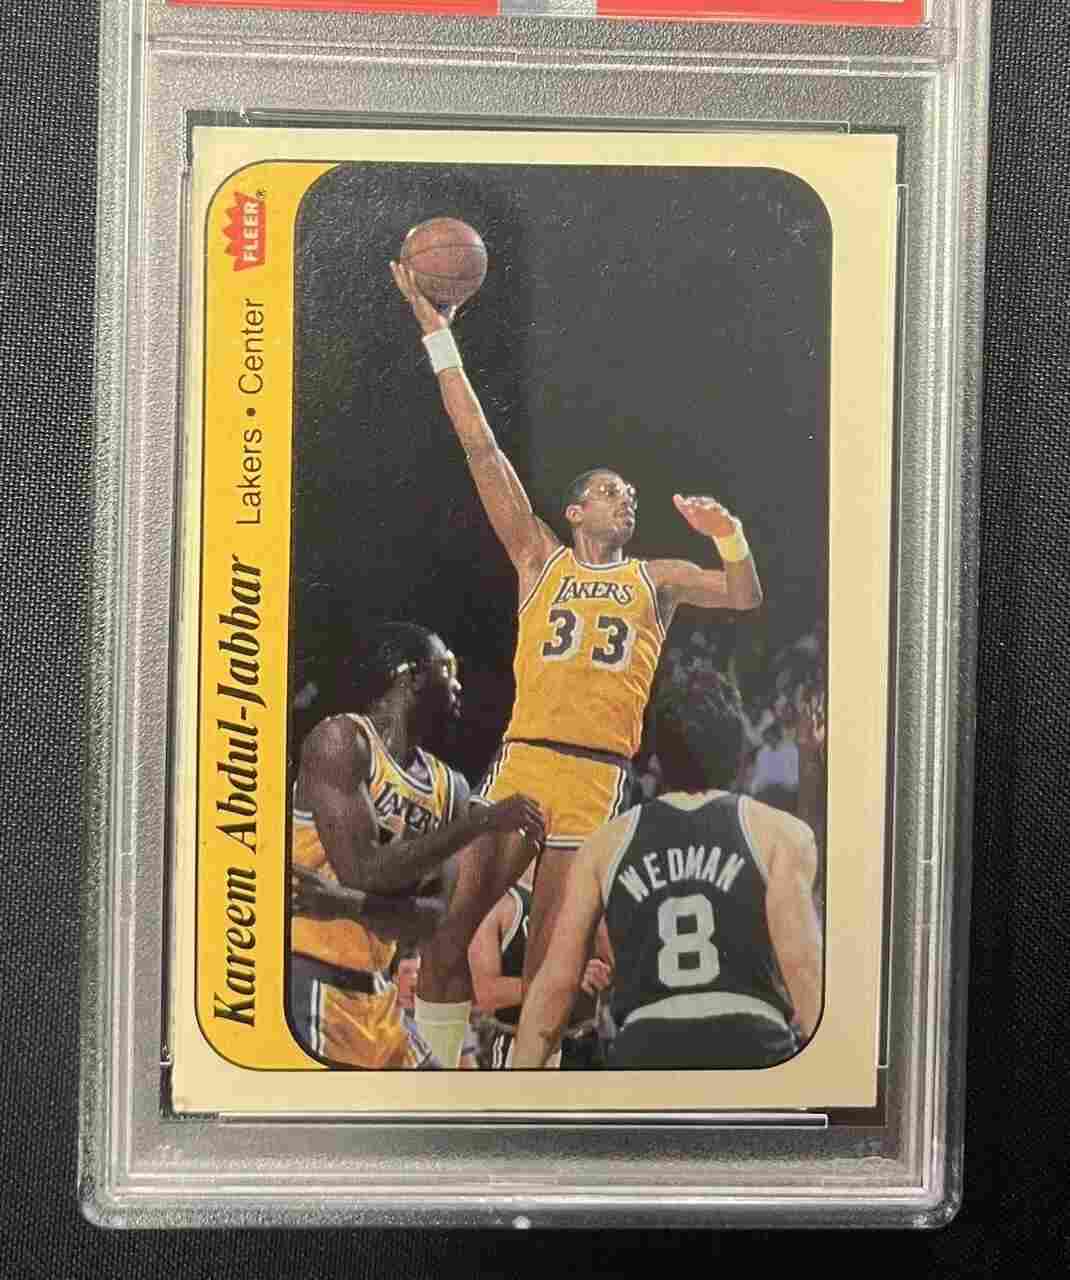 FLEER®
Kareem Abdul-Jabbar Lakers • Center
LAKERS
33
LAKERS
WEDMAN
8